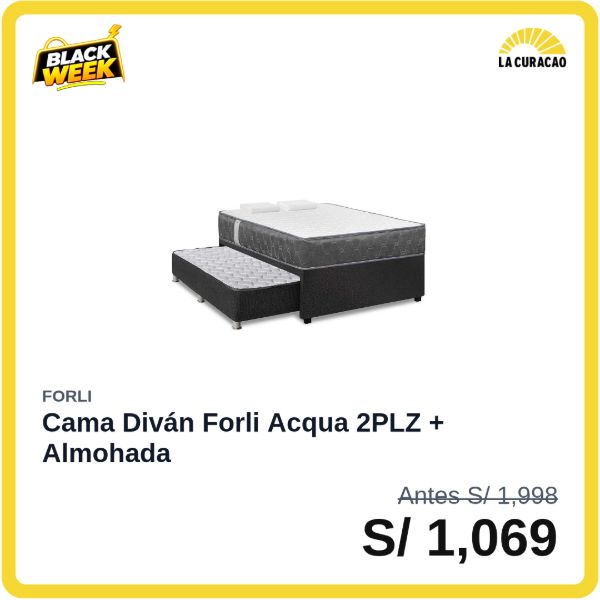 BLACK
WEEK
LA CURACAO
FORLI
Cama Diván Forli Acqua 2PLZ +
Almohada
Antes S/ 1,998
S/ 1,069